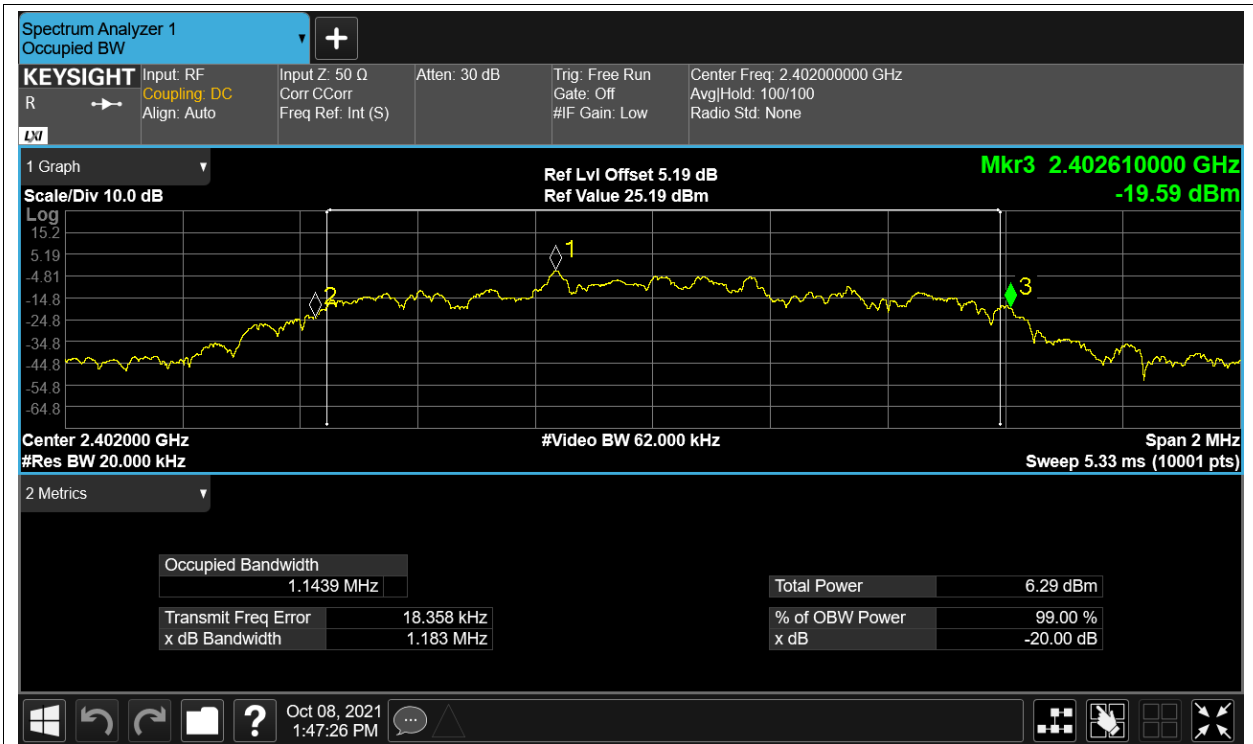 Spectrum Analyzer 1
Occupied BW
+
KEYSIGHT
R
LXI
Input: RF
Coupling: DC
Align: Auto
Input Z: 50 Ω
Corr CCorr
Freq Ref: Int (S)
Atten: 30 dB
Trig: Free Run
Gate: Off
#IF Gain: Low
Center Freq: 2.402000000 GHz
Avg|Hold: 100/100
Radio Std: None
1 Graph
Scale/Div 10.0 dB
Ref Lvl Offset 5.19 dB
Ref Value 25.19 dBm
Mkr3 2.402610000 GHz
-19.59 dBm
Log
15.2
5.19
-4.81
-14.8
-24.8
-34.8
-44.8
-54.8
-64.8
1
2
3
Center 2.402000 GHz
#Res BW 20.000 kHz
#Video BW 62.000 kHz
Span 2 MHz
Sweep 5.33 ms (10001 pts)
2 Metrics
Occupied Bandwidth
1.1439 MHz
Transmit Freq Error 18.358 kHz
x dB Bandwidth 1.183 MHz
Total Power 6.29 dBm
% of OBW Power 99.00 %
x dB -20.00 dB
?
Oct 08, 2021
1:47:26 PM